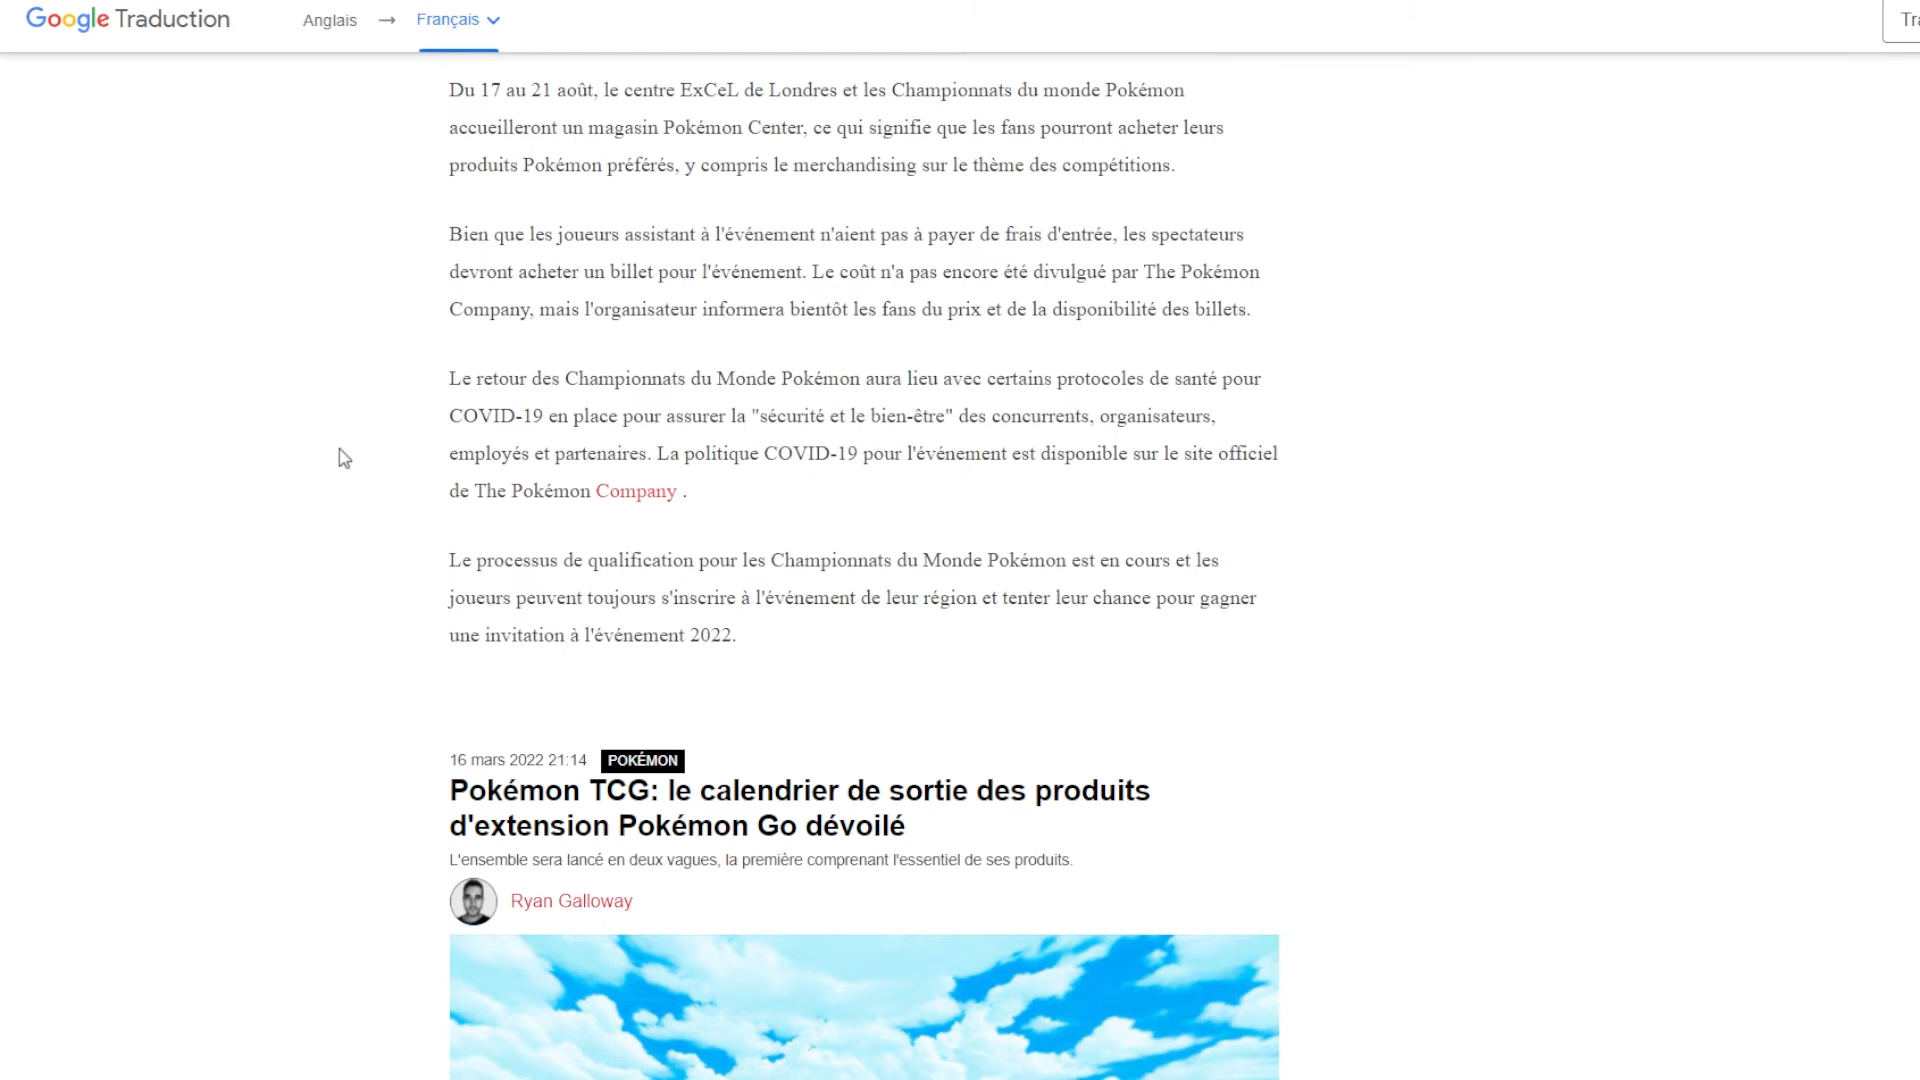 Google Traduction
Anglais → Français
Du 17 au 21 août, le centre ExCeL de Londres et les Championnats du monde Pokémon
accueilleront un magasin Pokémon Center, ce qui signifie que les fans pourront acheter leurs
produits Pokémon préférés, y compris le merchandising sur le thème des compétitions.
Bien que les joueurs assistant à l'événement n'aient pas à payer de frais d'entrée, les spectateurs
devront acheter un billet pour l'événement. Le coût n'a pas encore été divulgué par The Pokémon
Company, mais l'organisateur informera bientôt les fans du prix et de la disponibilité des billets.
Le retour des Championnats du Monde Pokémon aura lieu avec certains protocoles de santé pour
COVID-19 en place pour assurer la "sécurité et le bien-être" des concurrents, organisateurs,
employés et partenaires. La politique COVID-19 pour l'événement est disponible sur le site officiel
de The Pokémon Company .
Le processus de qualification pour les Championnats du Monde Pokémon est en cours et les
joueurs peuvent toujours s'inscrire à l'événement de leur région et tenter leur chance pour gagner
une invitation à l'événement 2022.
16 mars 2022 21:14 POKÉMON
Pokémon TCG: le calendrier de sortie des produits
d'extension Pokémon Go dévoilé
L'ensemble sera lancé en deux vagues, la première comprenant l'essentiel de ses produits.
Ryan Galloway